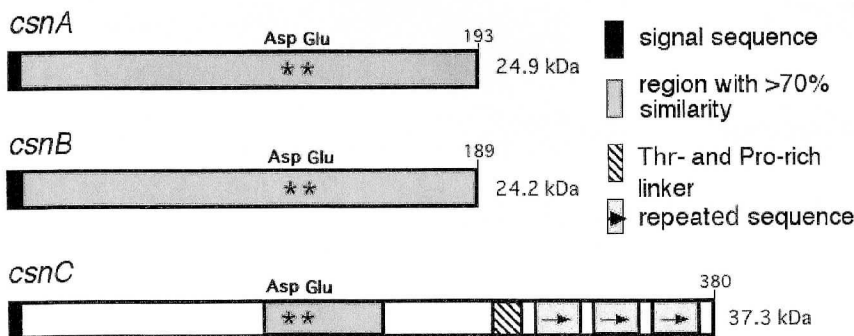 csnA
Asp Glu
193
* *
24.9 kDa
csnB
Asp Glu
189
* *
24.2 kDa
csnC
Asp Glu
380
* *
37.3 kDa
signal sequence
region with >70%
similarity
Thr- and Pro-rich
linker
repeated sequence